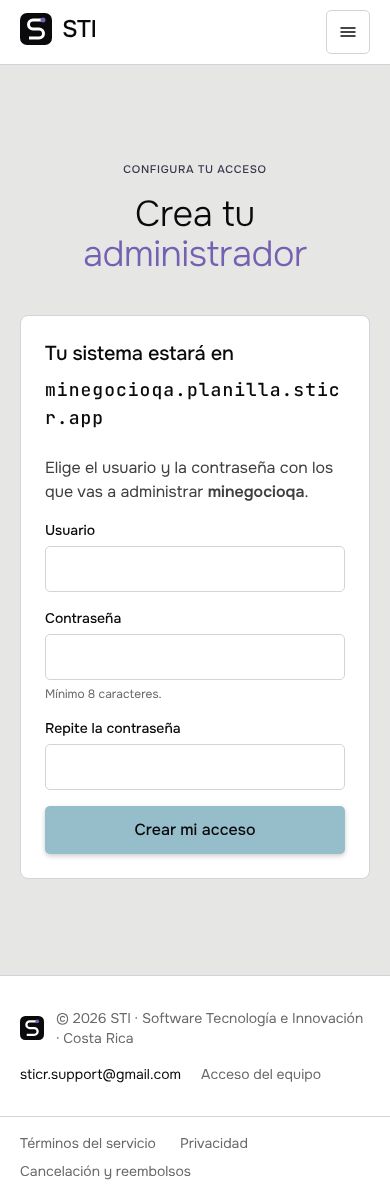 STI
CONFIGURA TU ACCESO
Crea tu
administrador
Tu sistema estará en
minegocioqa.planilla.stic
r.app
Elige el usuario y la contraseña con los
que vas a administrar minegocioqa.
Usuario
Contraseña
Mínimo 8 caracteres.
Repite la contraseña
Crear mi acceso
© 2026 STI · Software Tecnología e Innovación
· Costa Rica
sticr.support@gmail.com Acceso del equipo
Términos del servicio Privacidad
Cancelación y reembolsos